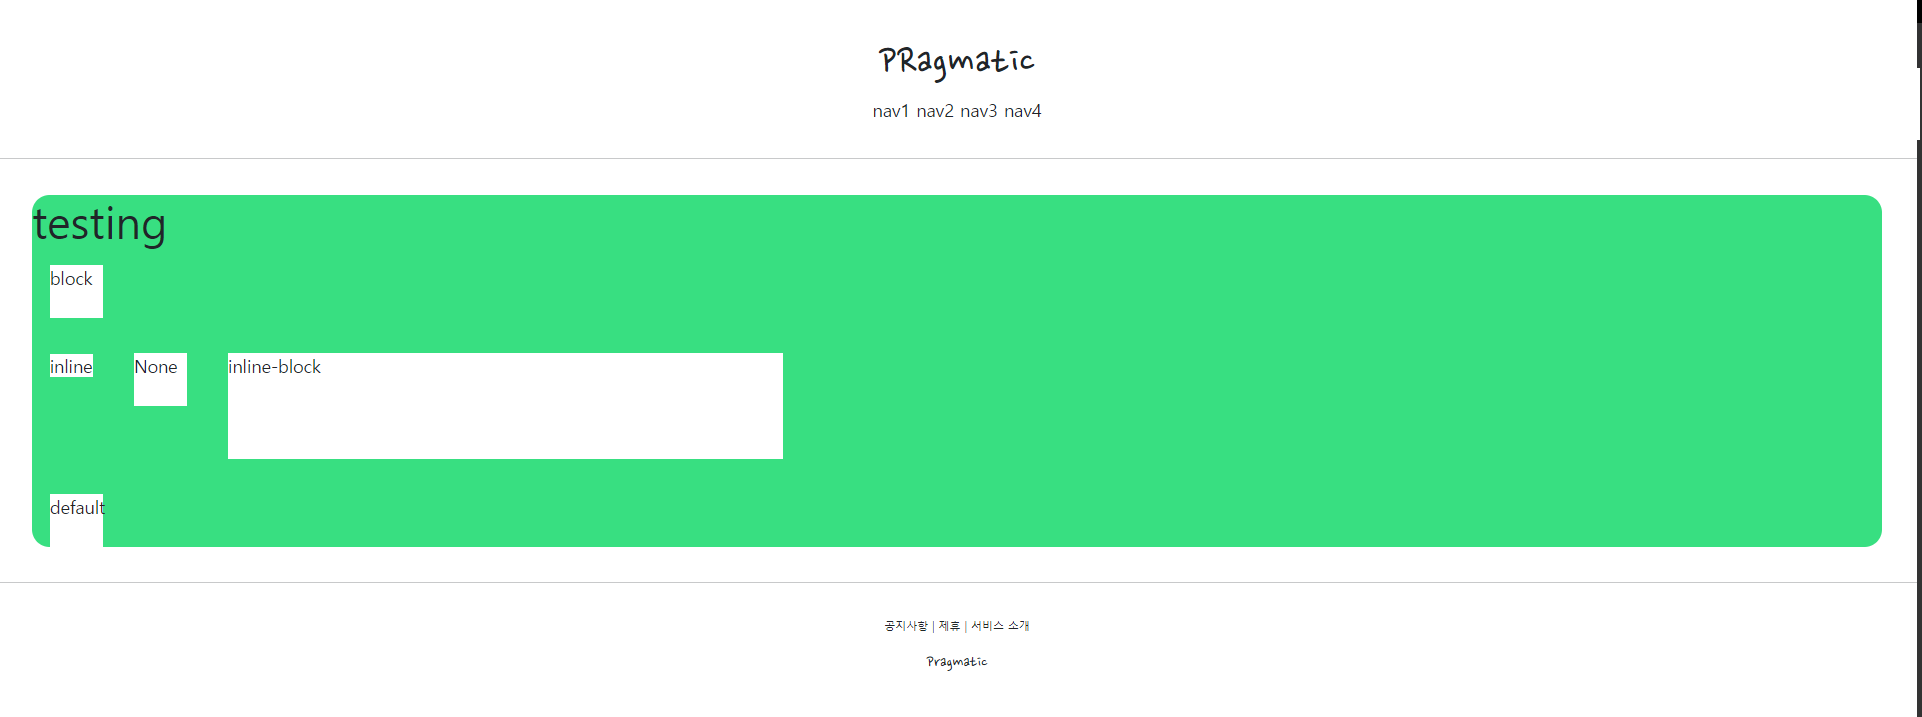 PRagmatic
nav1 nav2 nav3 nav4
testing
block
inline None inline-block
default
공지사항 | 제휴 | 서비스 소개
Pragmatic